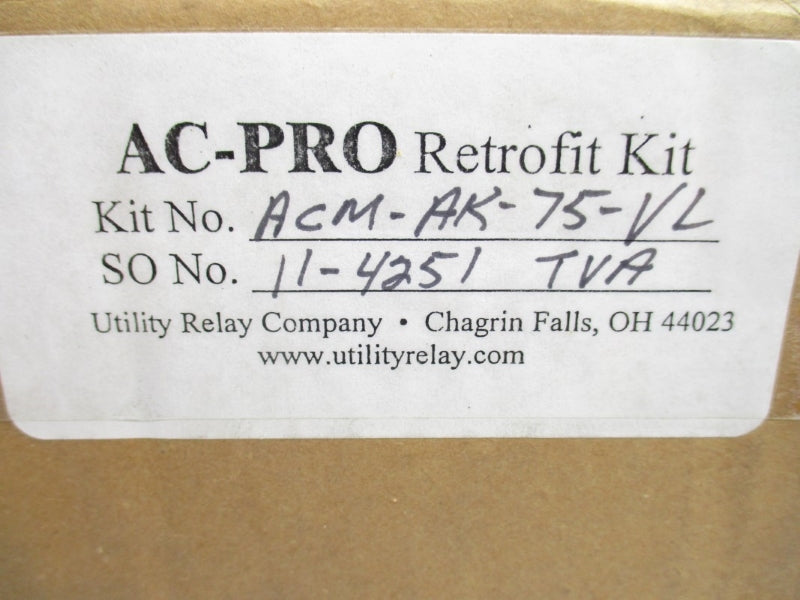 AC-PRO Retrofit Kit
Kit No. ACM-AK-75-VL
SO No. 11-4251 TVA
Utility Relay Company • Chagrin Falls, OH 44023
www.utilityrelay.com